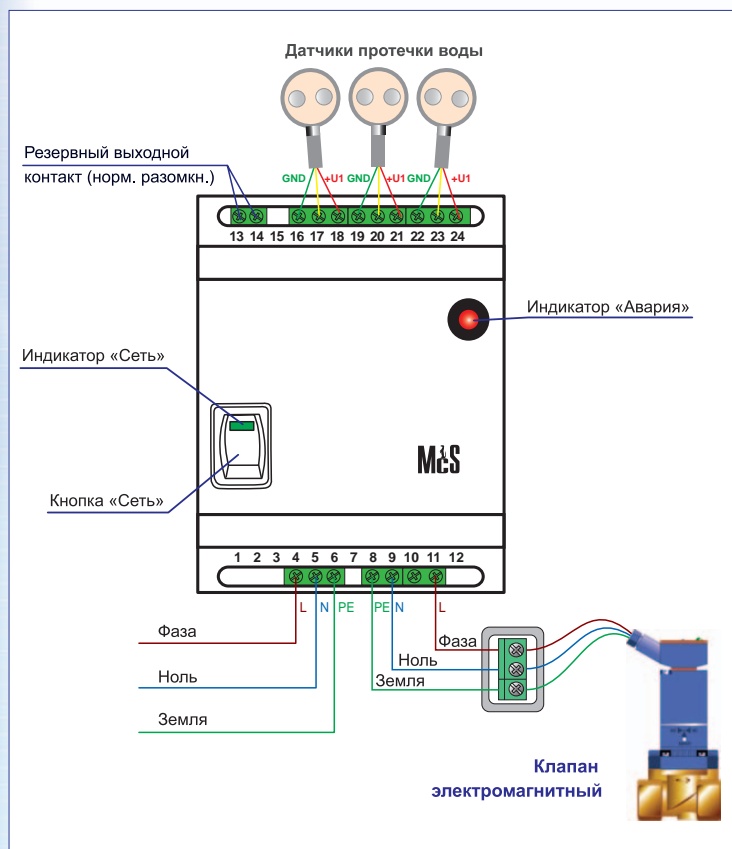 Датчики протечки воды
Резервный выходной
контакт (норм. разомкн.)
GND +U1 GND +U1 GND +U1
13 14 15 16 17 18 19 20 21 22 23 24
Индикатор «Авария»
Индикатор «Сеть»
McS
Кнопка «Сеть»
1 2 3 4 5 6 7 8 9 10 11 12
L N PE PE N L
Фаза
Фаза
Ноль
Ноль
Земля
Земля
Клапан
электромагнитный